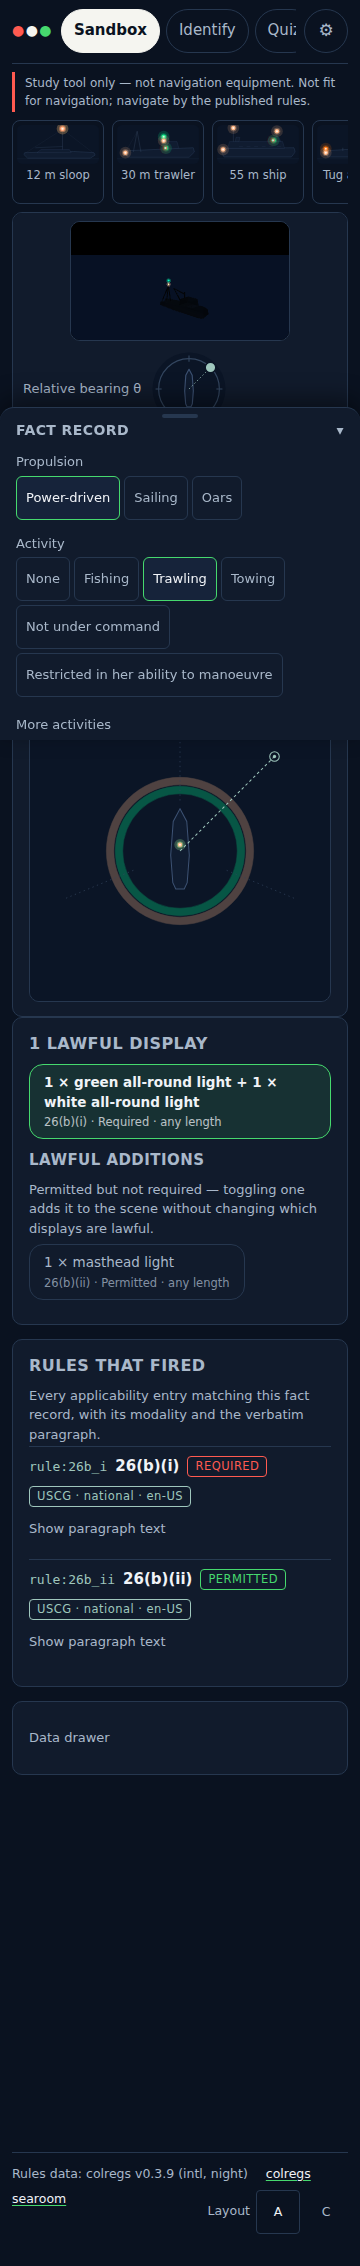 Sandbox Identify Quiz ⚙
Study tool only — not navigation equipment. Not fit
for navigation; navigate by the published rules.
12 m sloop 30 m trawler 55 m ship Tug
Relative bearing θ
FACT RECORD ▾
Propulsion
Power-driven Sailing Oars
Activity
None Fishing Trawling Towing
Not under command
Restricted in her ability to manoeuvre
More activities
1 LAWFUL DISPLAY
1 × green all-round light + 1 ×
white all-round light
26(b)(i) · Required · any length
LAWFUL ADDITIONS
Permitted but not required — toggling one
adds it to the scene without changing which
displays are lawful.
1 × masthead light
26(b)(ii) · Permitted · any length
RULES THAT FIRED
Every applicability entry matching this fact
record, with its modality and the verbatim
paragraph.
rule:26b_i 26(b)(i) REQUIRED
USCG · national · en-US
Show paragraph text
rule:26b_ii 26(b)(ii) PERMITTED
USCG · national · en-US
Show paragraph text
Data drawer
Rules data: colregs v0.3.9 (intl, night) colregs
searoom
Layout A C